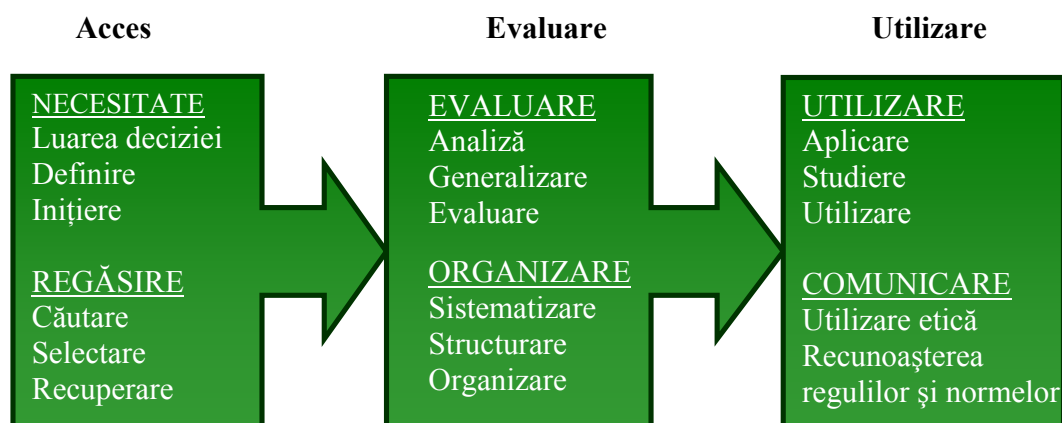 Acces
Evaluare
Utilizare
NECESITATE
Luarea deciziei
Definire
Inițiere
REGĂSIRE
Căutare
Selectare
Recuperare
EVALUARE
Analiză
Generalizare
Evaluare
ORGANIZARE
Sistematizare
Structurare
Organizare
UTILIZARE
Aplicare
Studiere
Utilizare
COMUNICARE
Utilizare etică
Recunoaşterea
regulilor şi normelor